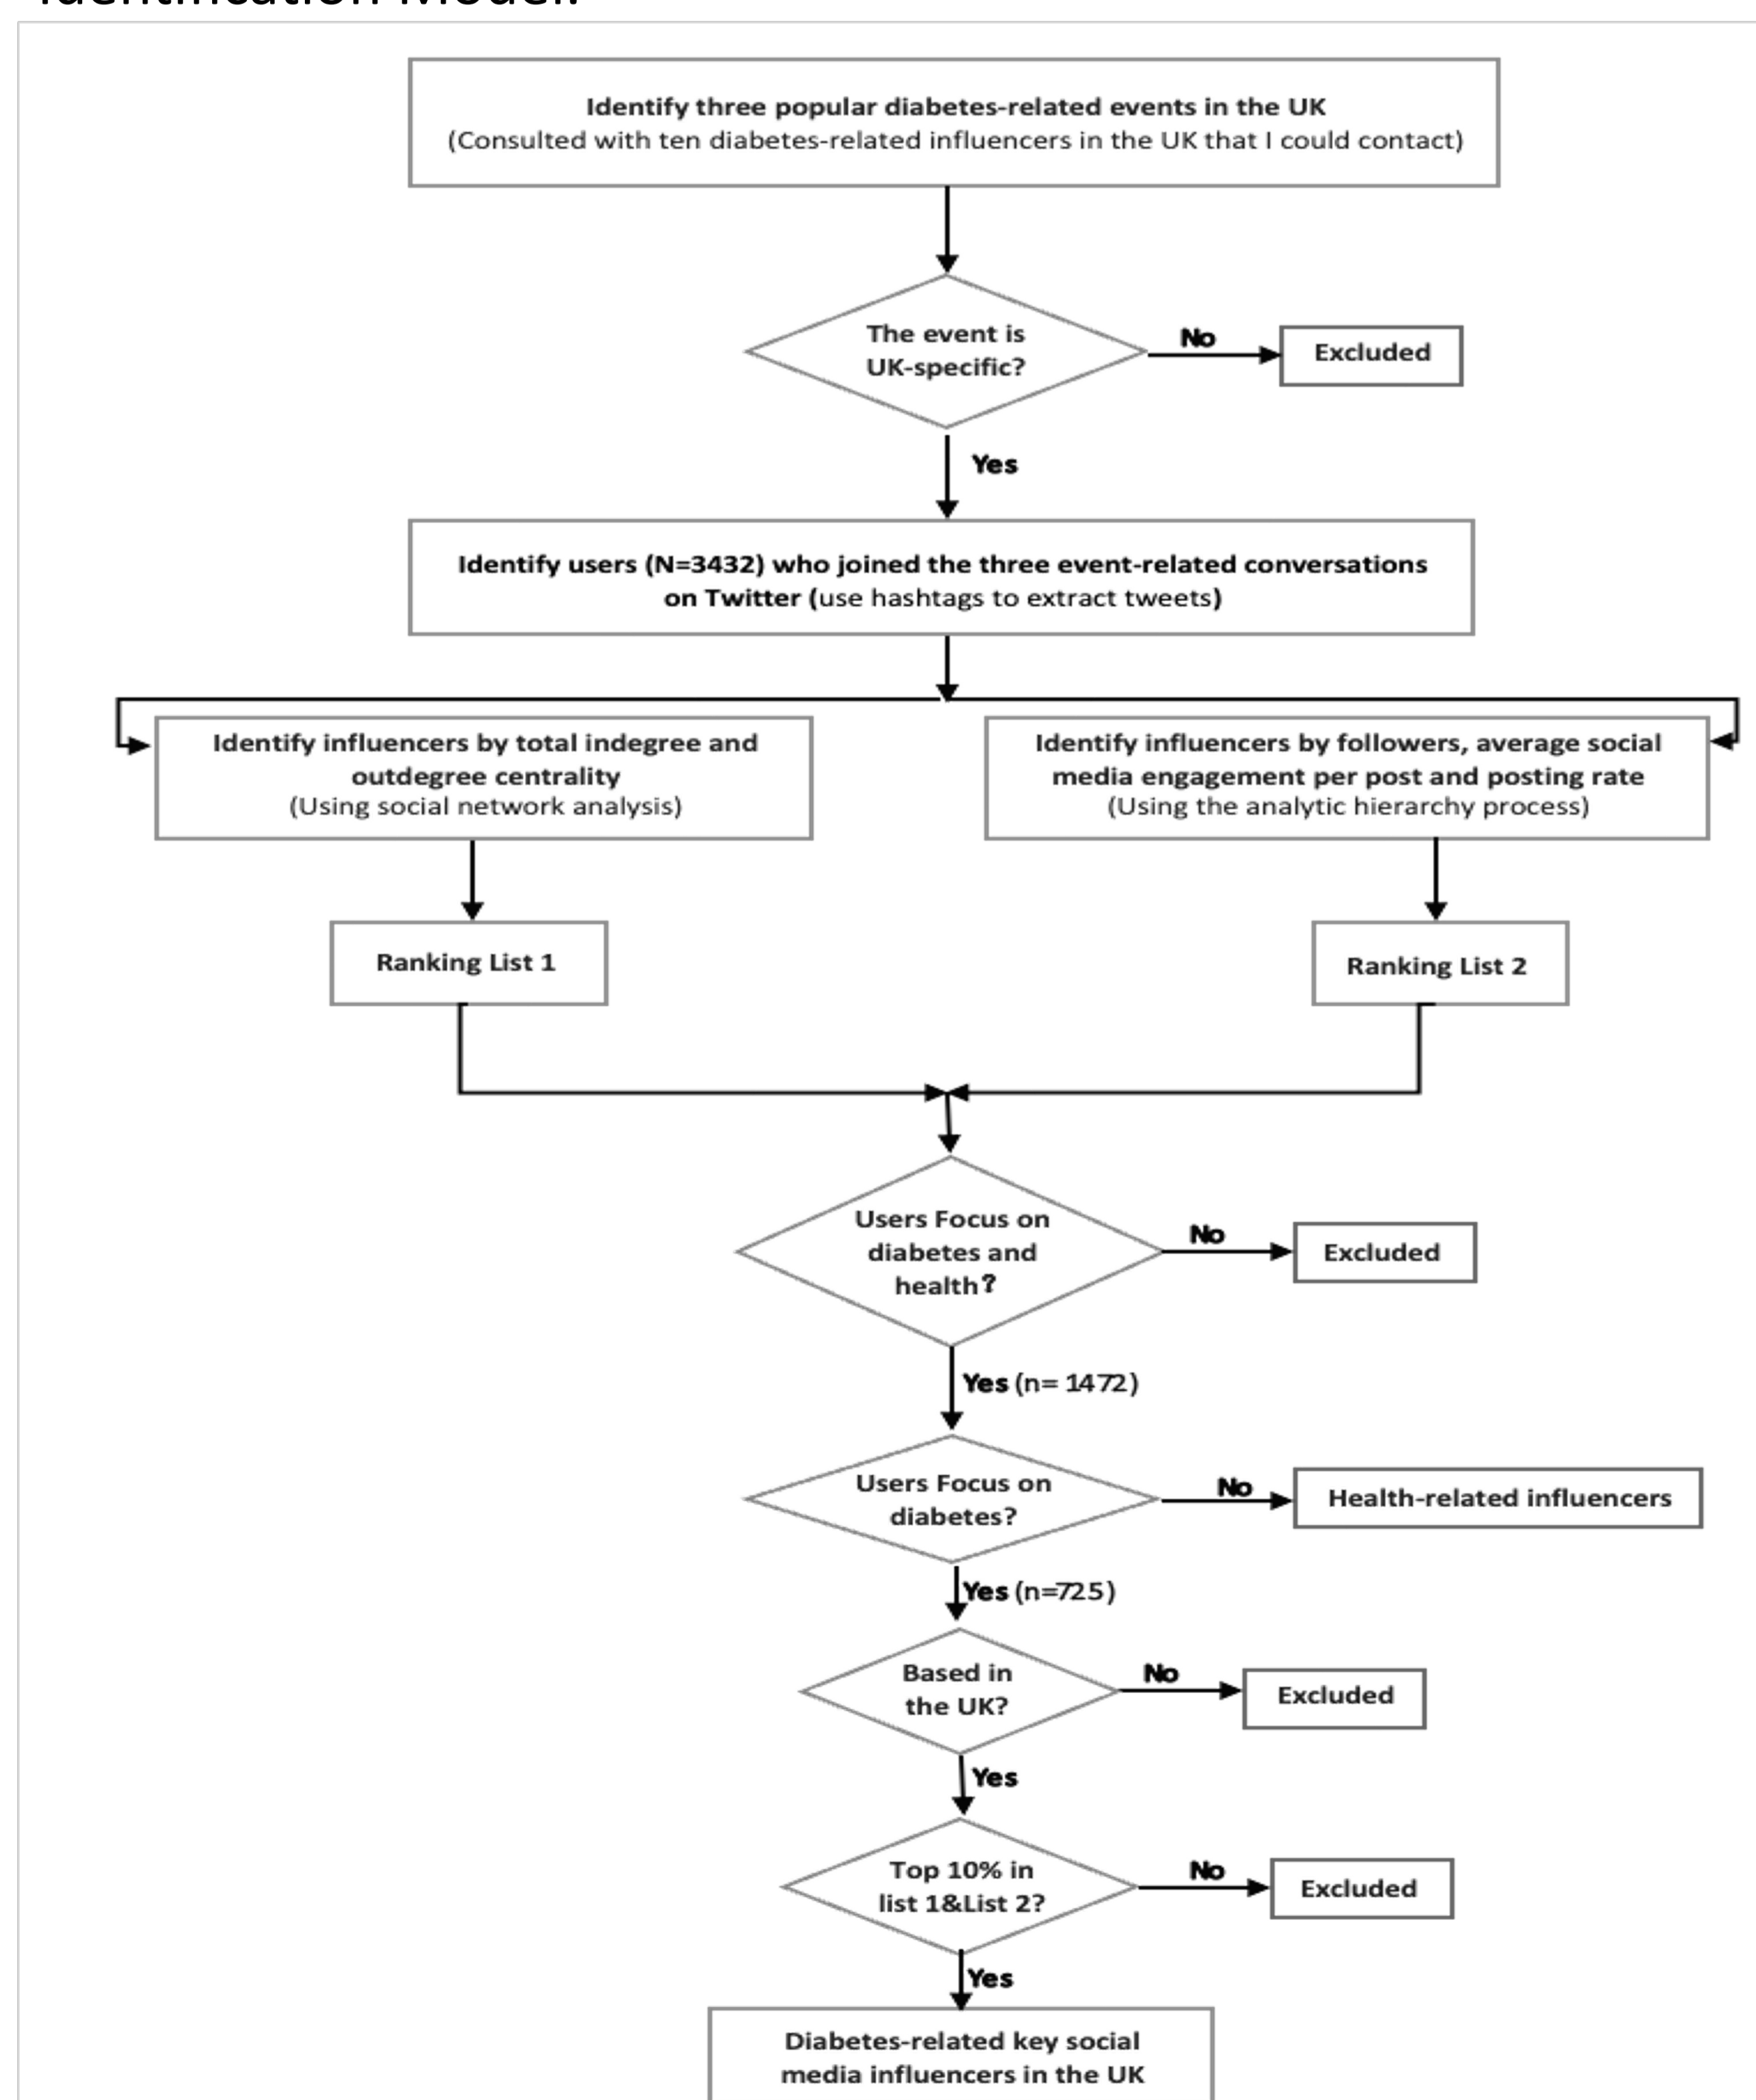 Identification Model.
Identify three popular diabetes-related events in the UK
(Consulted with ten diabetes-related influencers in the UK that I could contact)
The event is
UK-specific?
No
Excluded
Yes
Identify users (N=3432) who joined the three event-related conversations
on Twitter (use hashtags to extract tweets)
Identify influencers by total indegree and
outdegree centrality
(Using social network analysis)
Identify influencers by followers, average social
media engagement per post and posting rate
(Using the analytic hierarchy process)
Ranking List 1
Ranking List 2
Users Focus on
diabetes and
health?
No
Excluded
Yes (n= 1472)
Users Focus on
diabetes?
No
Health-related influencers
Yes (n=725)
Based in
the UK?
No
Excluded
Yes
Top 10% in
list 1&List 2?
No
Excluded
Yes
Diabetes-related key social
media influencers in the UK